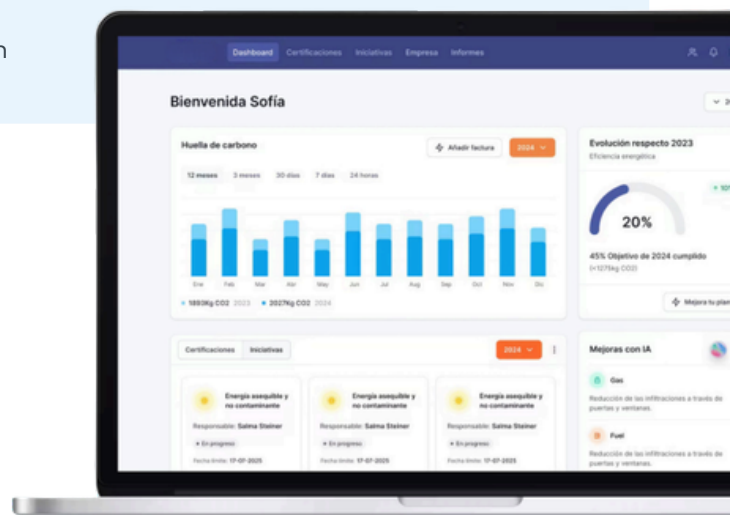 n
Dashboard Certificaciones Iniciativas Empresa Informes
Bienvenida Sofía
Huella de carbono
Añadir factura
2024
12 meses 3 meses 30 días 7 días 24 horas
Ene Feb Mar Abr May Jun Jul Aug Sep Oct Nov Dic
1893Kg CO2 2023 2027Kg CO2 2024
Evolución respecto 2023
Eficiencia energética
20%
45% Objetivo de 2024 cumplido
Mejora tu plan
Certificaciones Iniciativas
2024
Energía asequible y
no contaminante
Responsable: Salma Steiner
En progreso
Fecha límite: 17-07-2025
Energía asequible y
no contaminante
Responsable: Salma Steiner
En progreso
Fecha límite: 17-07-2025
Energía asequible y
no contaminante
Responsable: Salma Steiner
En progreso
Fecha límite: 17-07-2025
Mejoras con IA
Gas
Reducción de las infiltraciones a través de
puertas y ventanas.
Fuel
Reducción de las infiltraciones a través de
puertas y ventanas.